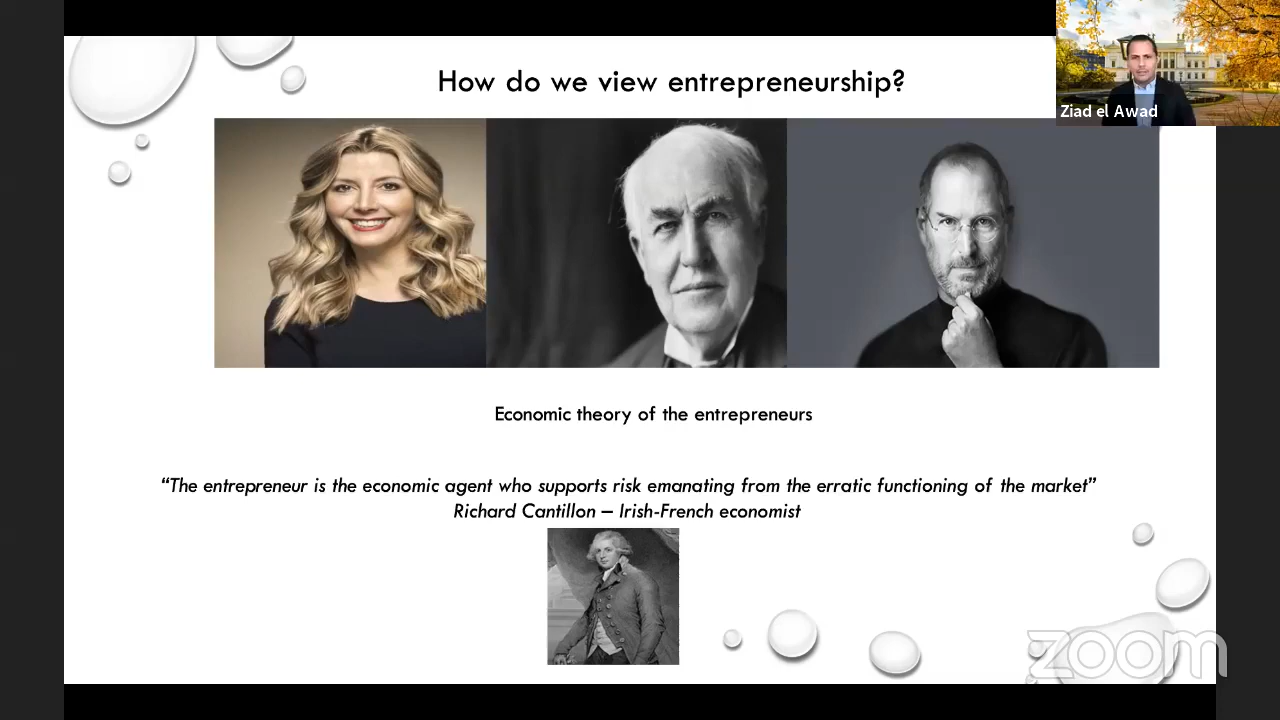 How do we view entrepreneurship?
Ziad el Awad
Economic theory of the entrepreneurs
“The entrepreneur is the economic agent who supports risk emanating from the erratic functioning of the market”
Richard Cantillon – Irish-French economist
zoom